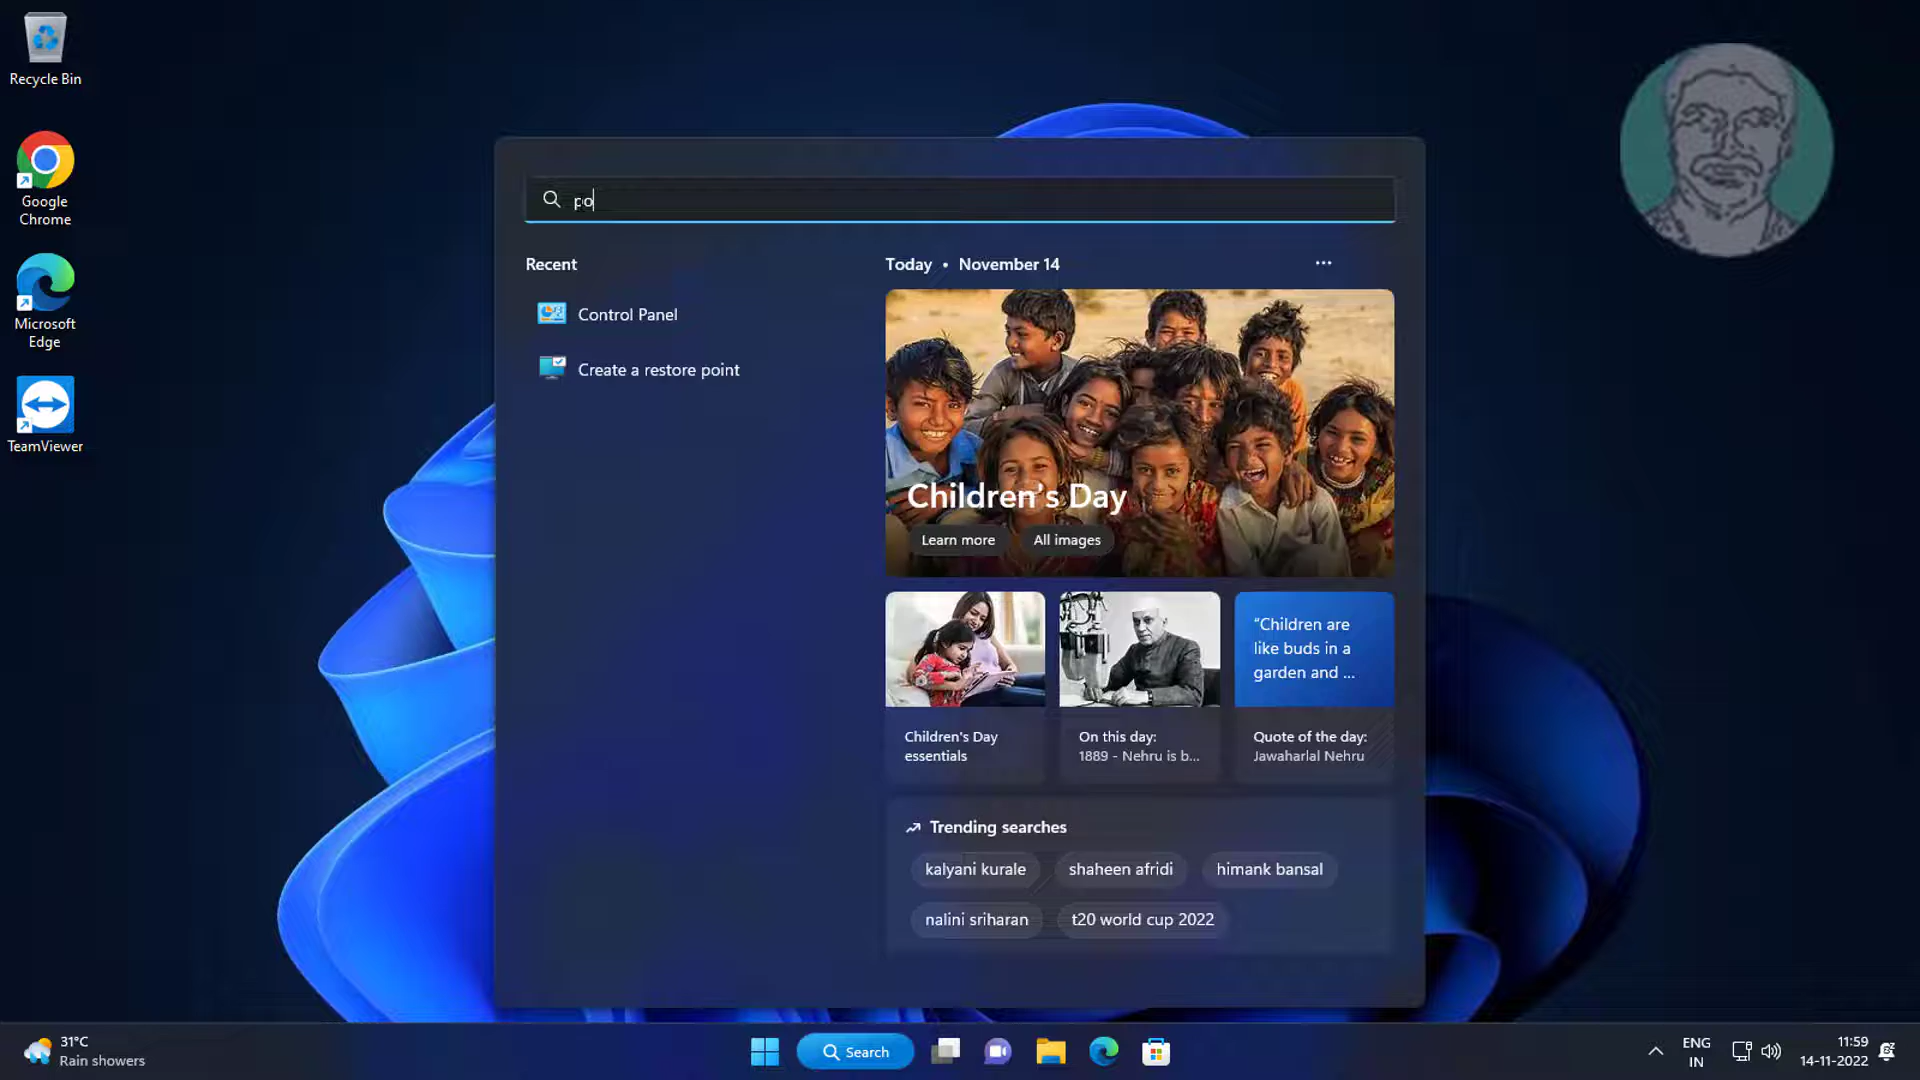 Recycle Bin
Google
Chrome
Microsoft
Edge
TeamViewer
po
Recent
Control Panel
Create a restore point
Today • November 14
Children's Day
Learn more
All images
Children's Day
essentials
On this day:
1889 - Nehru is b...
“Children are
like buds in a
garden and ...
Quote of the day:
Jawaharlal Nehru
Trending searches
kalyani kurale
shaheen afridi
himank bansal
nalini sriharan
t20 world cup 2022
31°C
Rain showers
Search
ENG
IN
11:59
14-11-2022